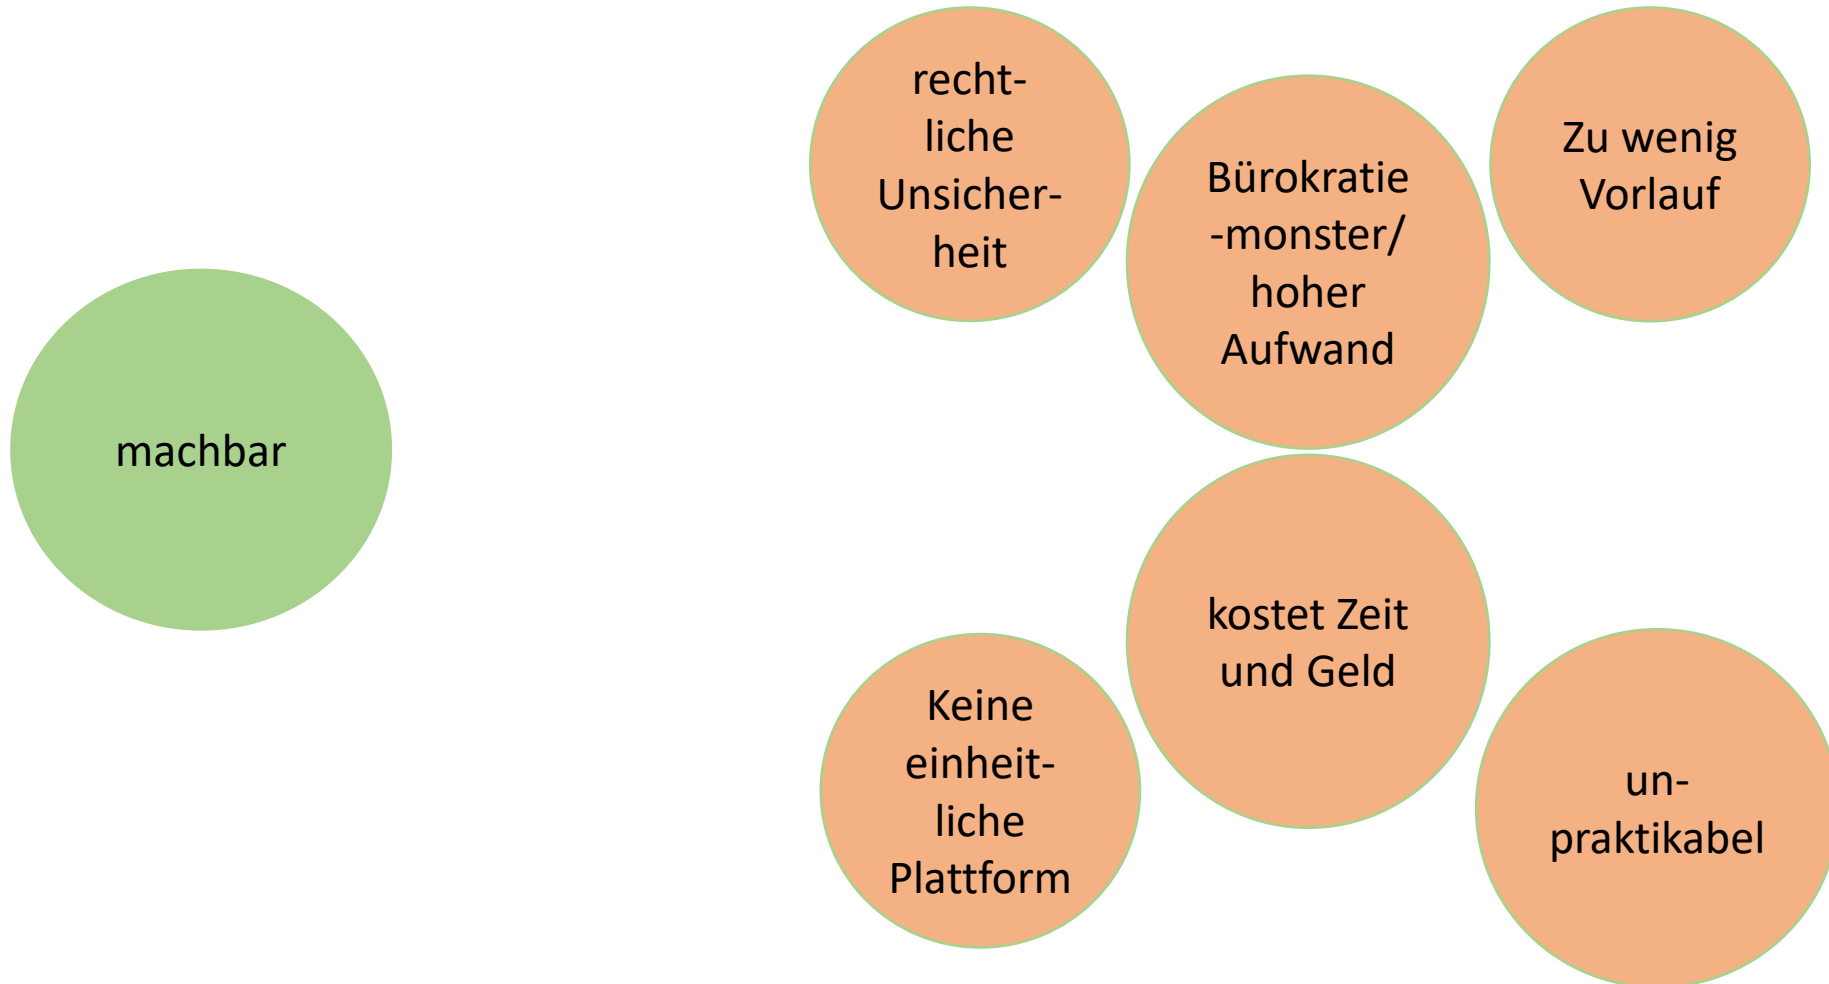 machbar
recht-
liche
Unsicher-
heit
Bürokratie
-monster/
hoher
Aufwand
Zu wenig
Vorlauf
Keine
einheit-
liche
Plattform
kostet Zeit
und Geld
un-
praktikabel